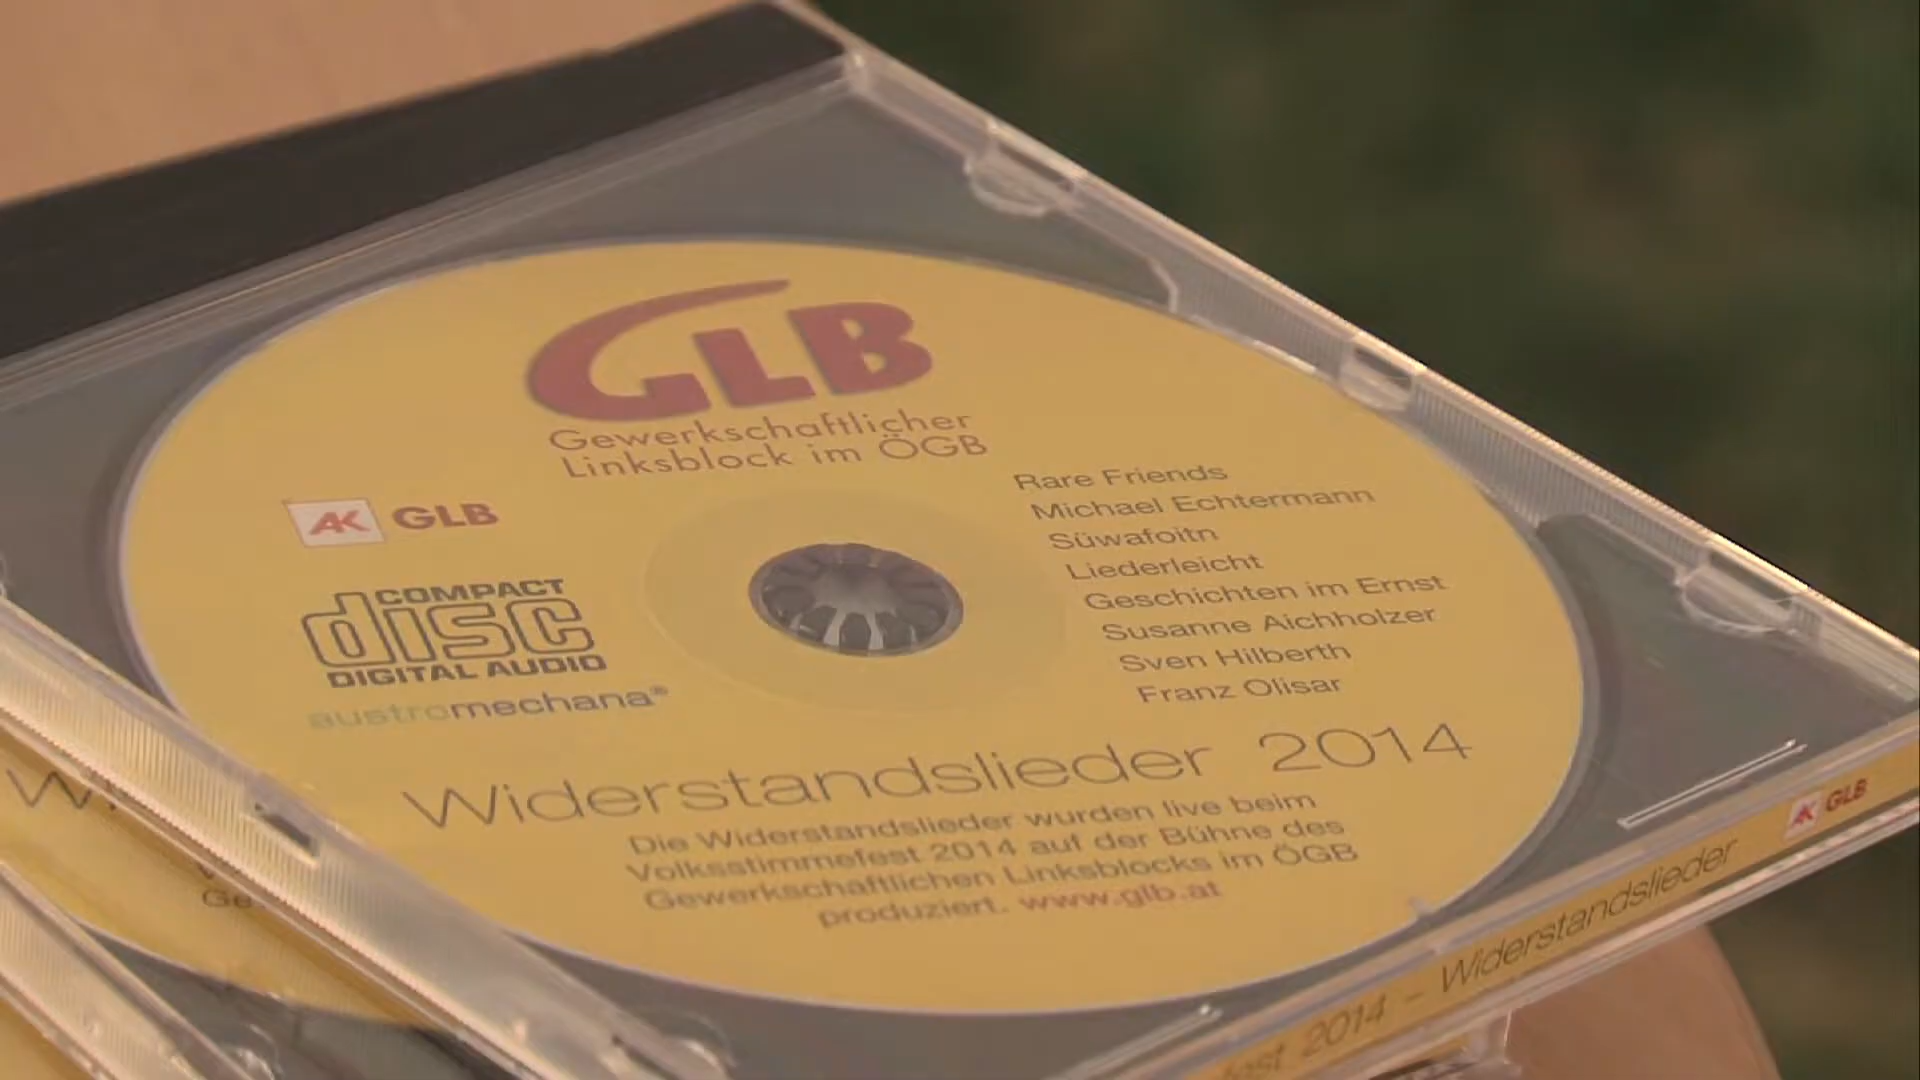 GLB
Gewerkschaftlicher
Linksblock im ÖGB
AK GLB
COMPACT
disc
DIGITAL AUDIO
austromechana®
Rare Friends
Michael Echtermann
Süwafoitn
Liederleicht
Geschichten im Ernst
Susanne Aichholzer
Sven Hilberth
Franz Olisar
Widerstandslieder 2014
Die Widerstandslieder wurden live beim
Volksstimmefest 2014 auf der Bühne des
Gewerkschaftlichen Linksblocks im ÖGB
produziert. www.glb.at
2014 – Widerstandslieder AK GLB